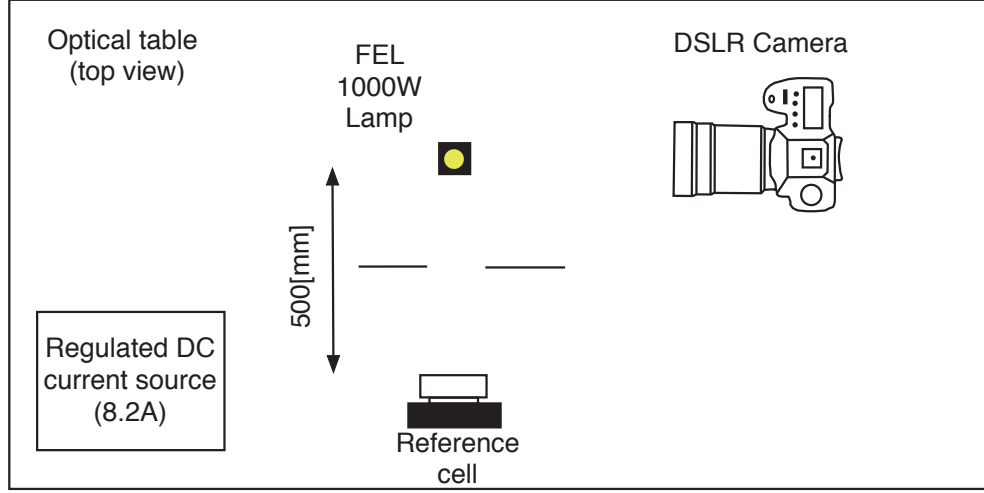 Optical table
(top view)
FEL
1000W
Lamp
DSLR Camera
500[mm]
Regulated DC
current source
(8.2A)
Reference
cell